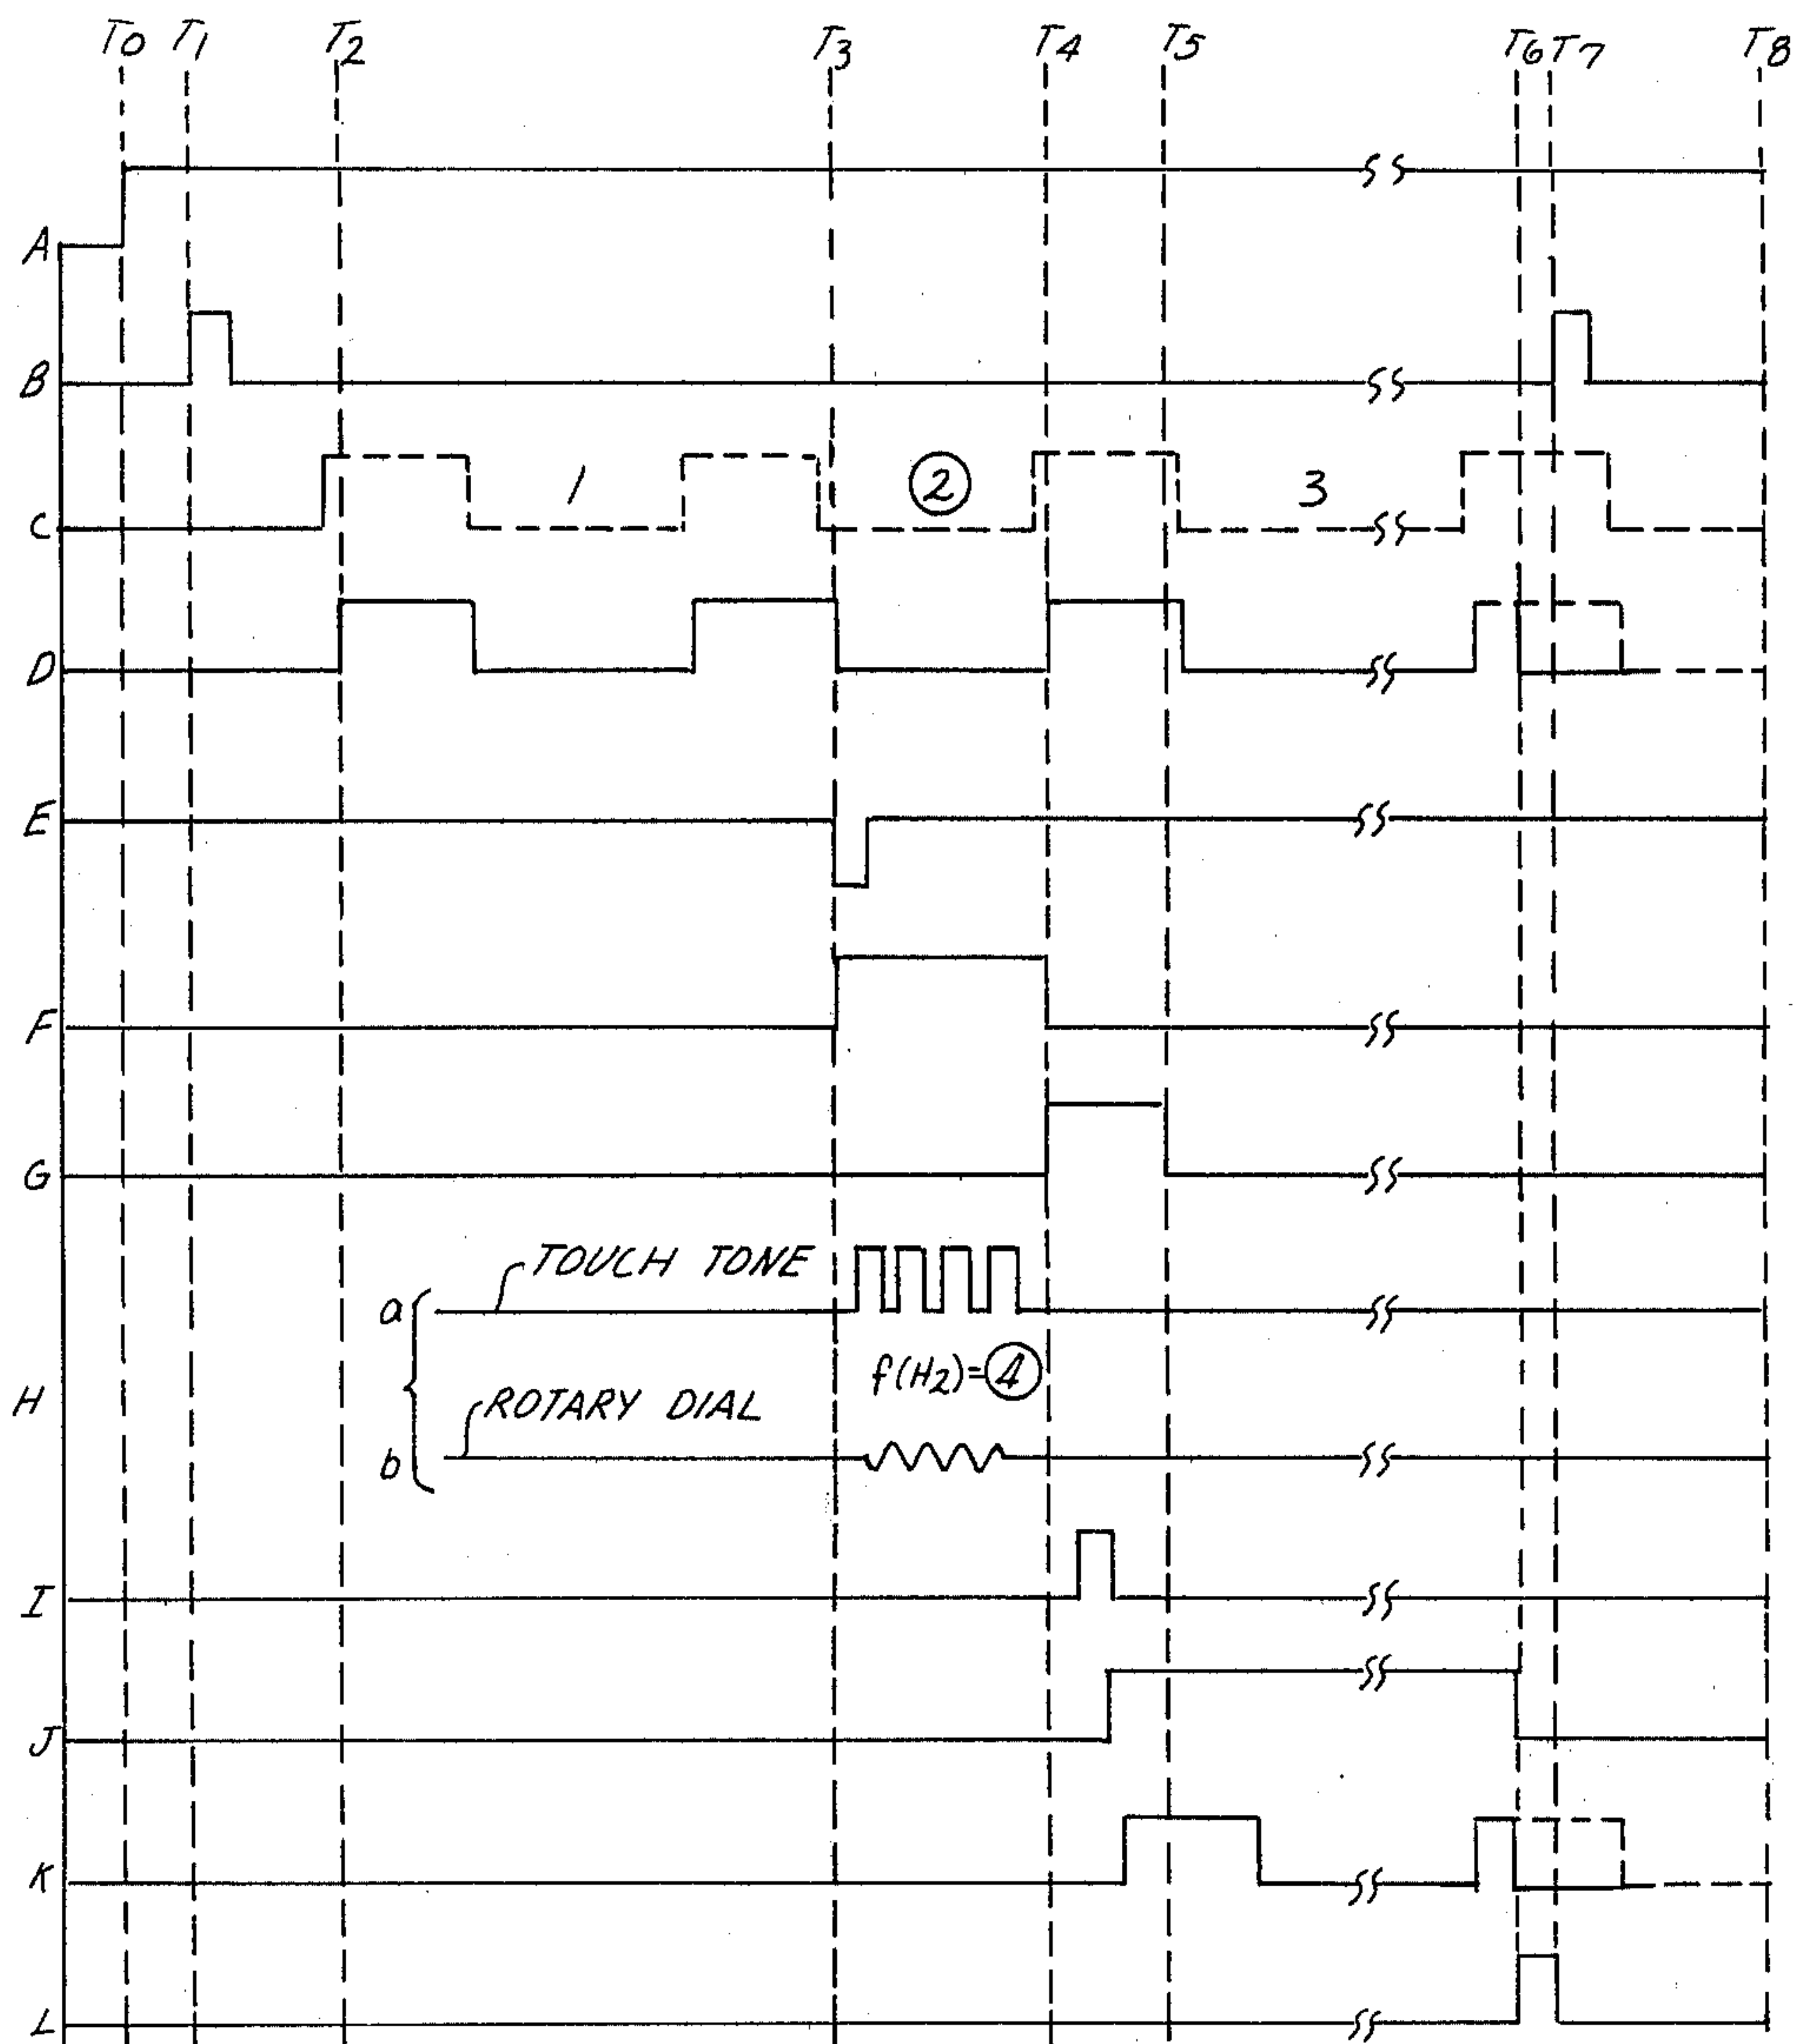 T0 T1 T2 T3 T4 T5 T6 T7 T8
A
B
1 2 3
C
D
E
F
G
TOUCH TONE
a
f(H2)=4
H
ROTARY DIAL
b
I
J
K
L